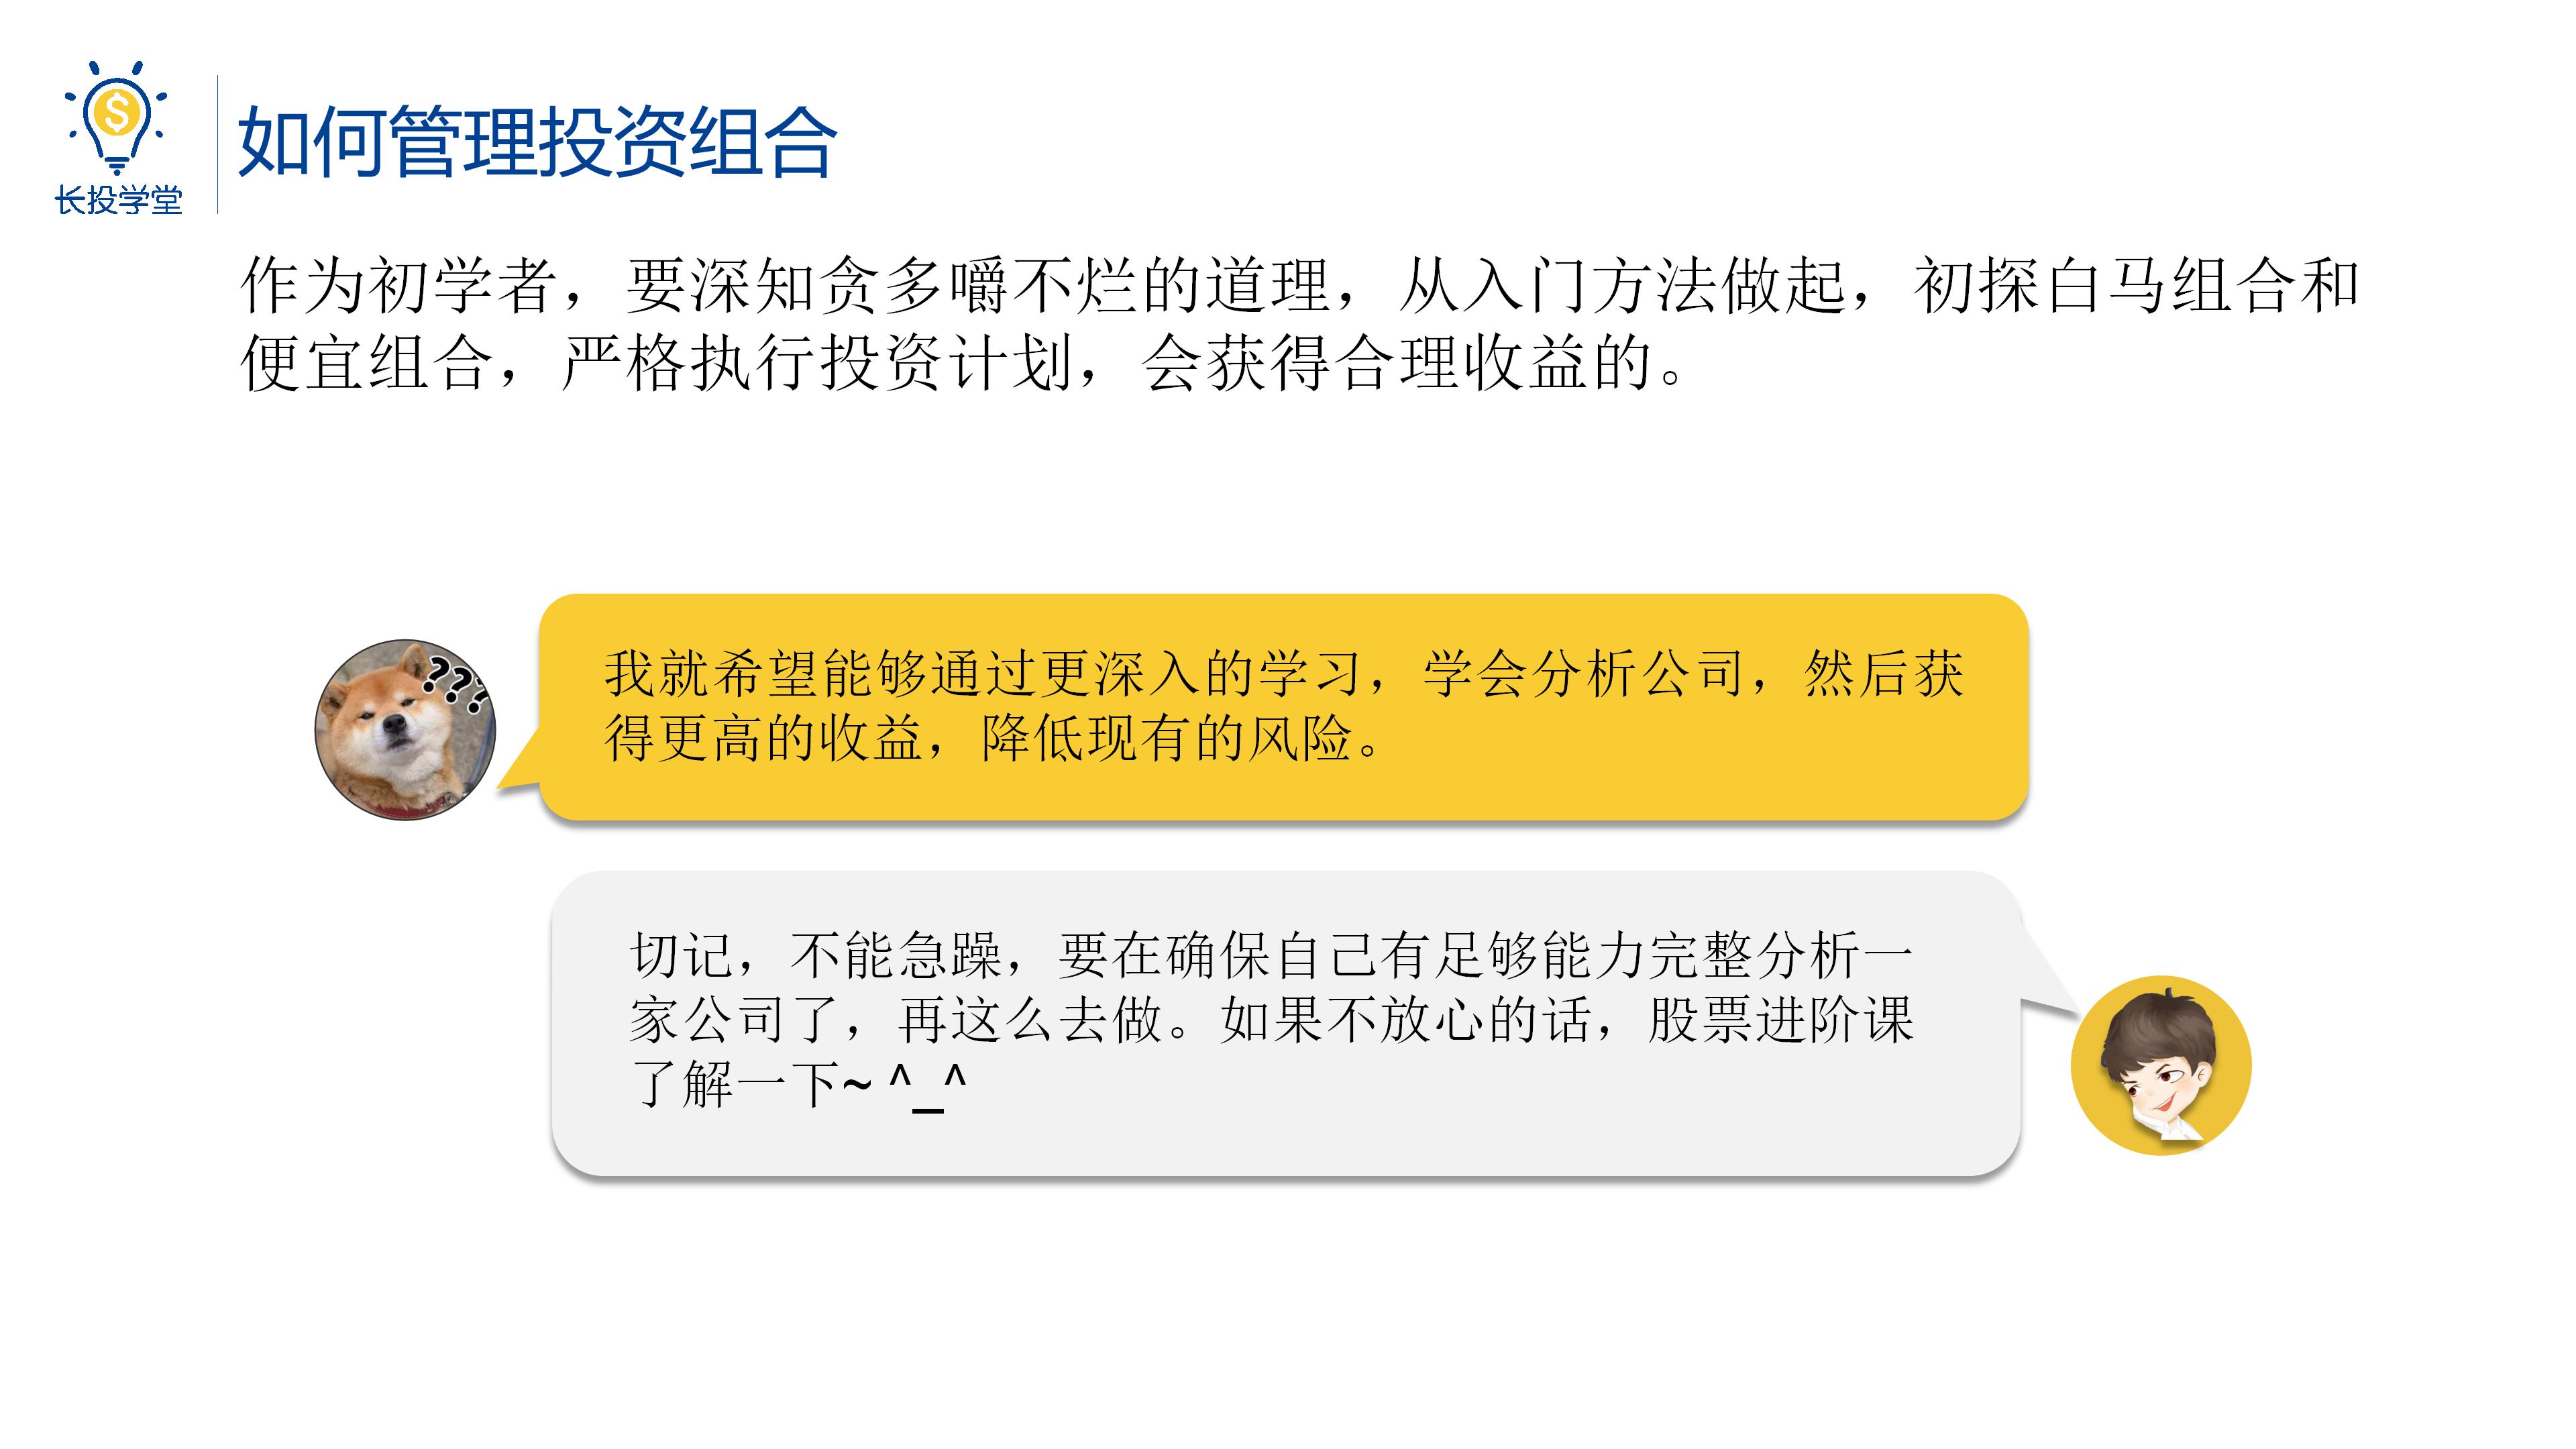 长投学堂
如何管理投资组合
作为初学者，要深知贪多嚼不烂的道理，从入门方法做起，初探白马组合和
便宜组合，严格执行投资计划，会获得合理收益的。
???
我就希望能够通过更深入的学习，学会分析公司，然后获
得更高的收益，降低现有的风险。
切记，不能急躁，要在确保自己有足够能力完整分析一
家公司了，再这么去做。如果不放心的话，股票进阶课
了解一下~ ^_^